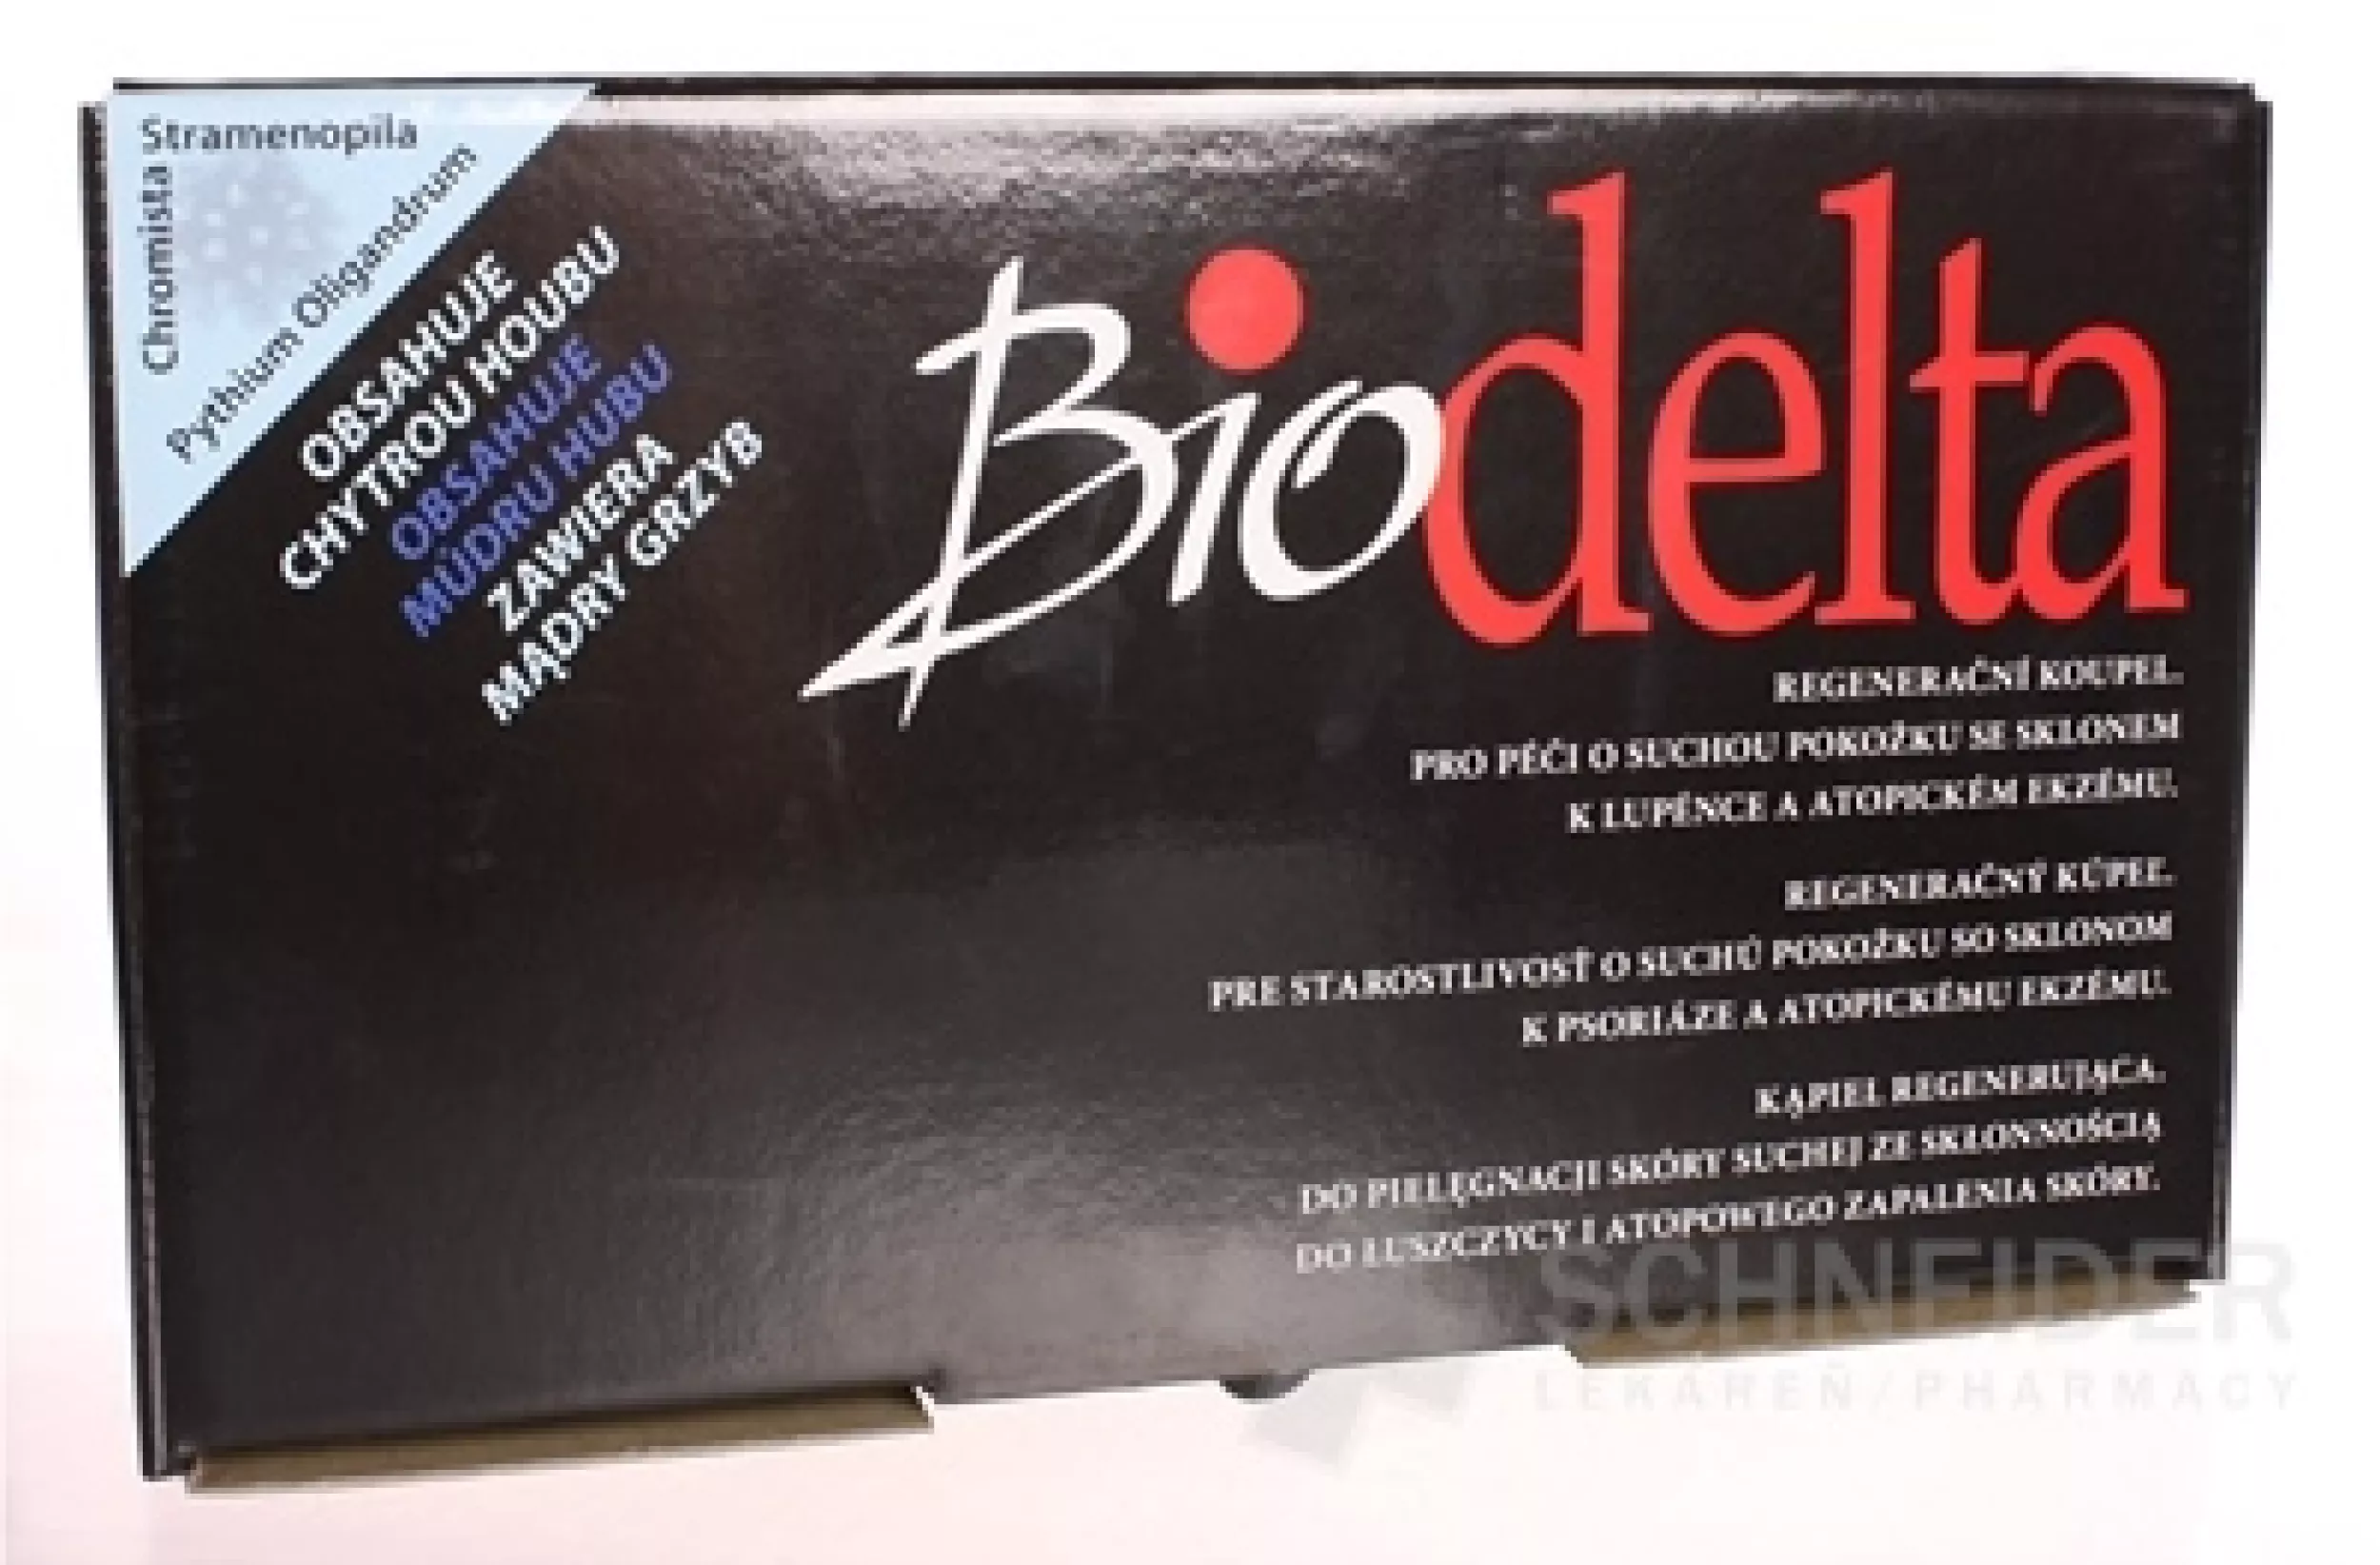 Stramenopila
Chromista
Pythium Oligandrum
OBSAHUJE
CHYTROU HOUBU
OBSAHUJE
MÚDRU HUBU
ZAWIERA
MĄDRY GRZYB
Biodelta
REGENERAČNÍ KOUPEL.
PRO PÉČI O SUCHOU POKOŽKU SE SKLONEM
K LUPÉNCE A ATOPICKÉM EKZÉMU.
REGENERAČNÝ KÚPEĽ.
PRE STAROSTLIVOSŤ O SUCHÚ POKOŽKU SO SKLONOM
K PSORIÁZE A ATOPICKÉMU EKZÉMU.
KĄPIEL REGENERUJĄCA.
DO PIELĘGNACJI SKÓRY SUCHEJ ZE SKŁONNOŚCIĄ
DO ŁUSZCZYCY I ATOPOWEGO ZAPALENIA SKÓRY.
SCHNEIDER
LEKÁREŇ/PHARMACY